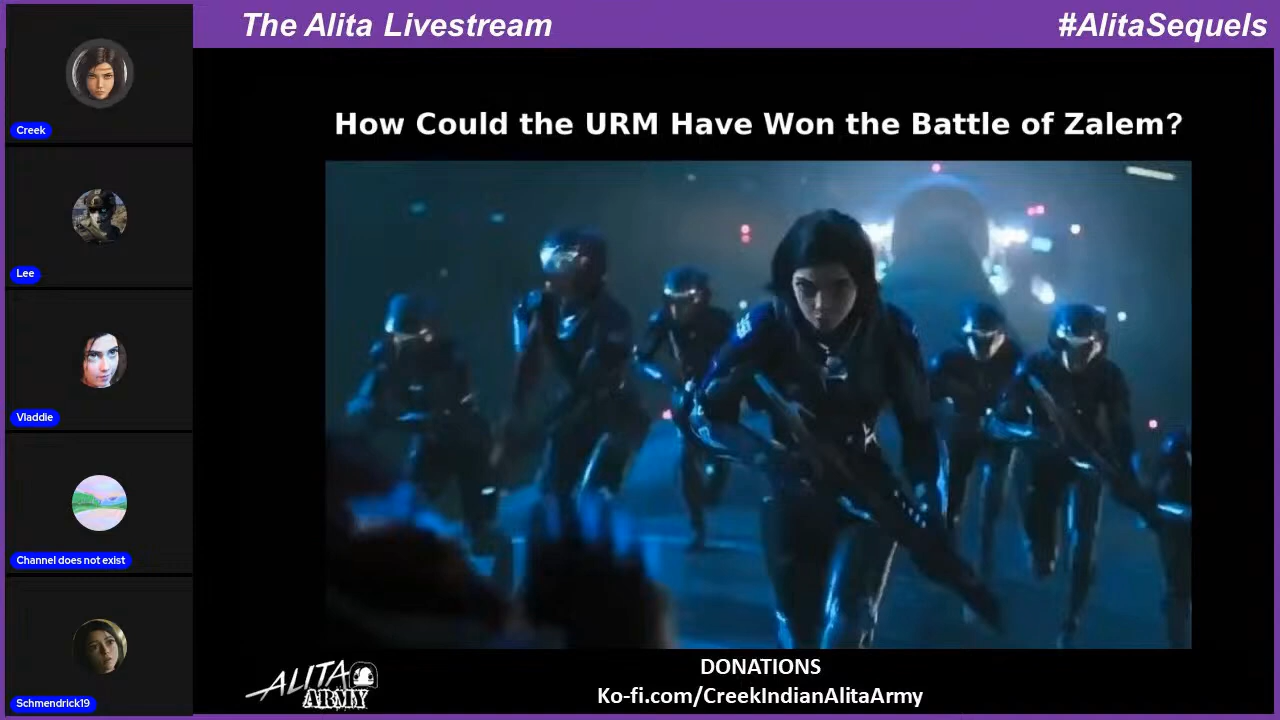 The Alita Livestream
#AlitaSequels
How Could the URM Have Won the Battle of Zalem?
Creek
Lee
Vladdie
Channel does not exist
Schmendrick19
ALITA
ARMY
DONATIONS
Ko-fi.com/CreekIndianAlitaArmy